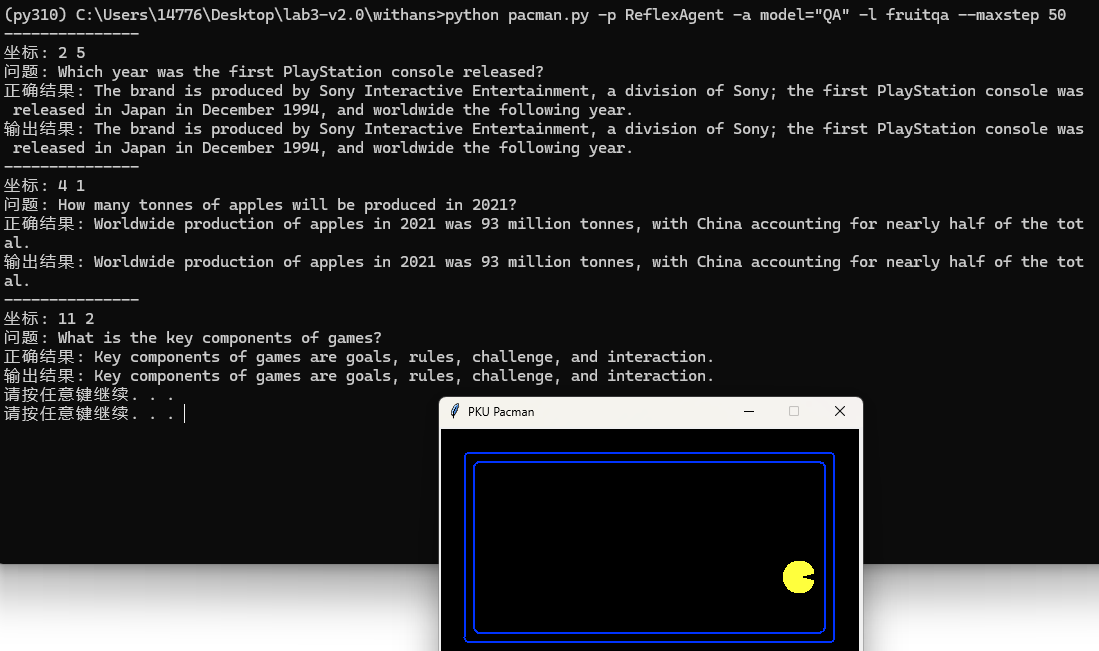 (py310) C:\Users\14776\Desktop\lab3-v2.0\withans>python pacman.py -p ReflexAgent -a model="QA" -l fruitqa --maxstep 50
---------------
坐标: 2 5
问题: Which year was the first PlayStation console released?
正确结果: The brand is produced by Sony Interactive Entertainment, a division of Sony; the first PlayStation console was
 released in Japan in December 1994, and worldwide the following year.
输出结果: The brand is produced by Sony Interactive Entertainment, a division of Sony; the first PlayStation console was
 released in Japan in December 1994, and worldwide the following year.
---------------
坐标: 4 1
问题: How many tonnes of apples will be produced in 2021?
正确结果: Worldwide production of apples in 2021 was 93 million tonnes, with China accounting for nearly half of the tot
al.
输出结果: Worldwide production of apples in 2021 was 93 million tonnes, with China accounting for nearly half of the tot
al.
---------------
坐标: 11 2
问题: What is the key components of games?
正确结果: Key components of games are goals, rules, challenge, and interaction.
输出结果: Key components of games are goals, rules, challenge, and interaction.
请按任意键继续. . .
请按任意键继续. . .
PKU Pacman